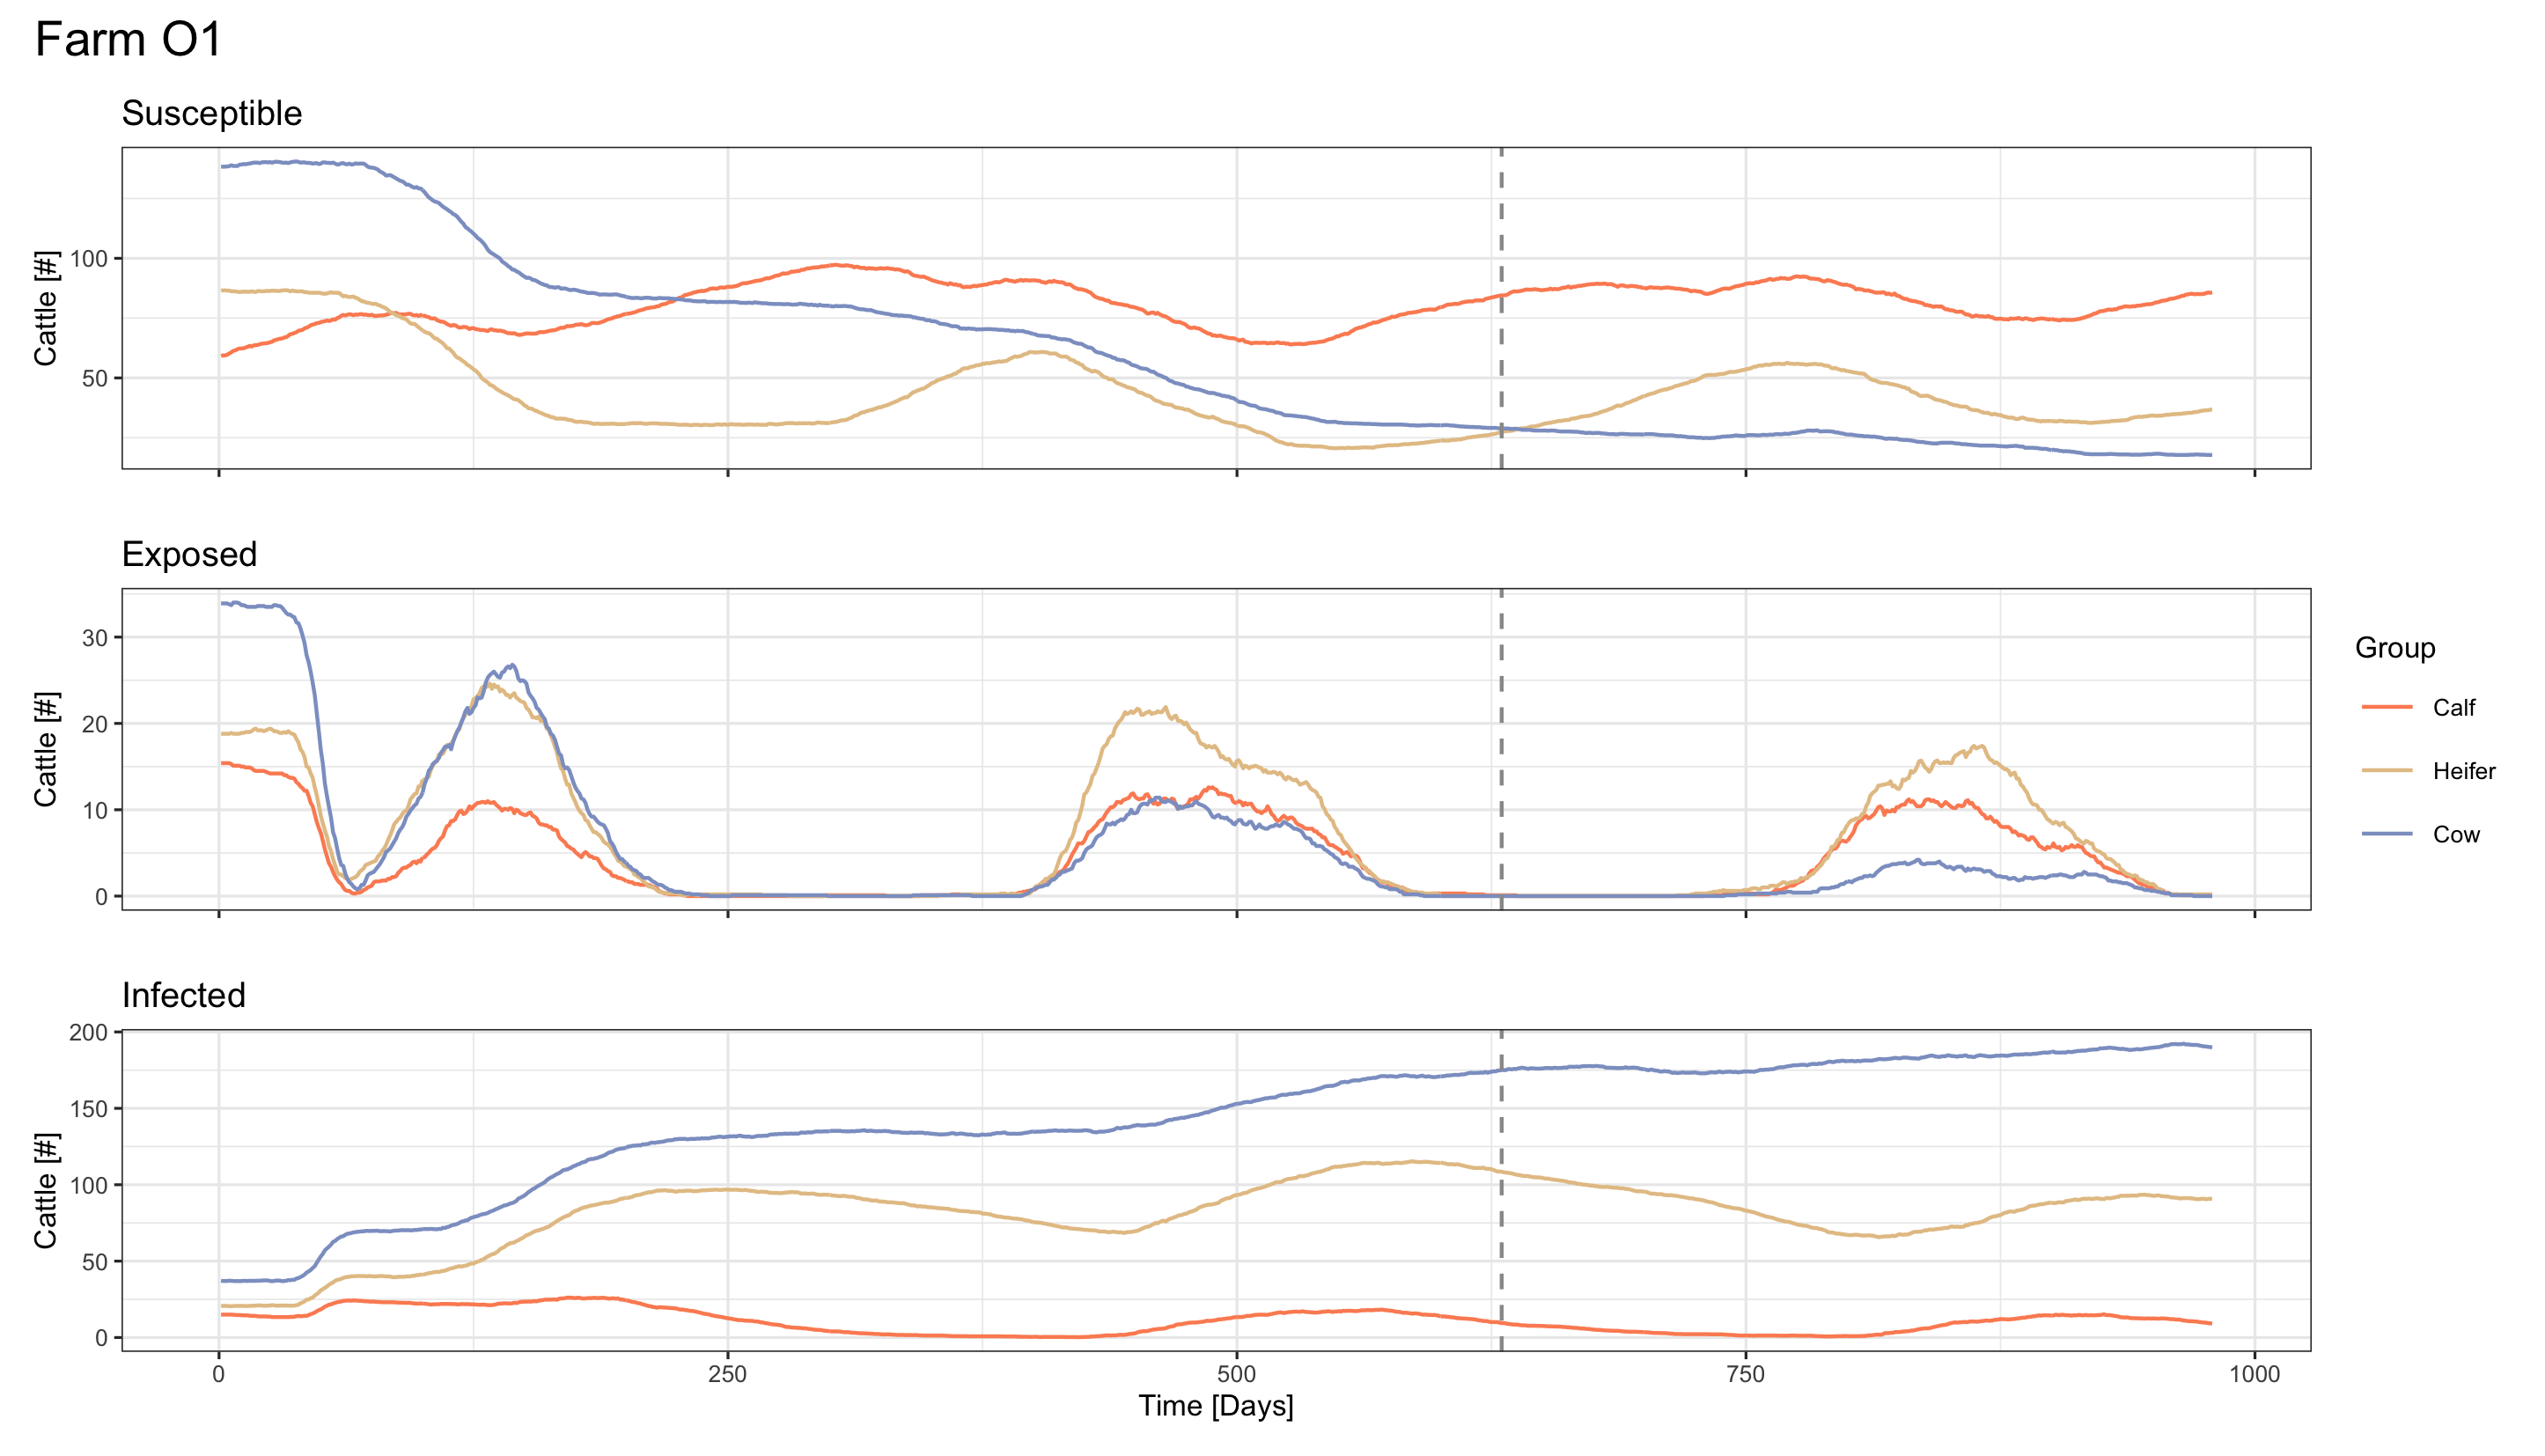 Farm O1
Susceptible
Cattle [#]
100
50
Exposed
Cattle [#]
30
20
10
0
Group
Calf
Heifer
Cow
Infected
Cattle [#]
200
150
100
50
0
0 250 500 750 1000
Time [Days]